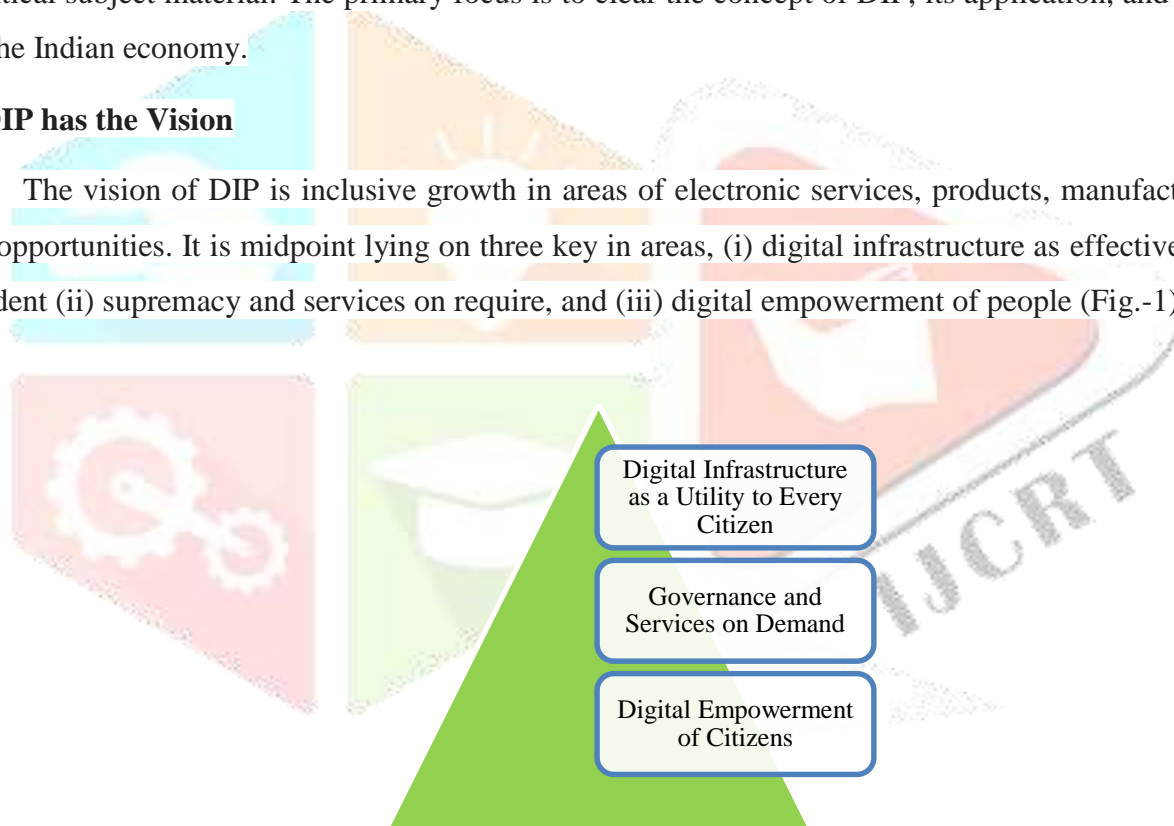 subject material. The primary focus is to clear the concept of DIP, its application, and
he Indian economy.
DIP has the Vision
The vision of DIP is inclusive growth in areas of electronic services, products, manufact
opportunities. It is midpoint lying on three key in areas, (i) digital infrastructure as effective
dent (ii) supremacy and services on require, and (iii) digital empowerment of people (Fig.-1)
Digital Infrastructure
as a Utility to Every
Citizen
Governance and
Services on Demand
Digital Empowerment
of Citizens
IJCRT